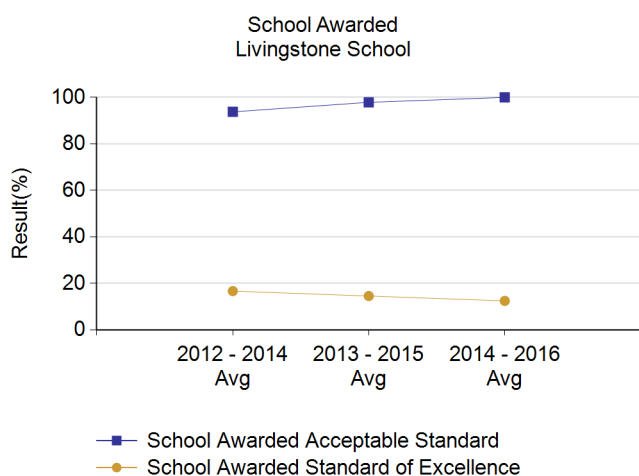 School Awarded
Livingstone School
100
80
60
40
20
0
Result(%)
2012 - 2014 2013 - 2015 2014 - 2016
Avg Avg Avg
School Awarded Acceptable Standard
School Awarded Standard of Excellence